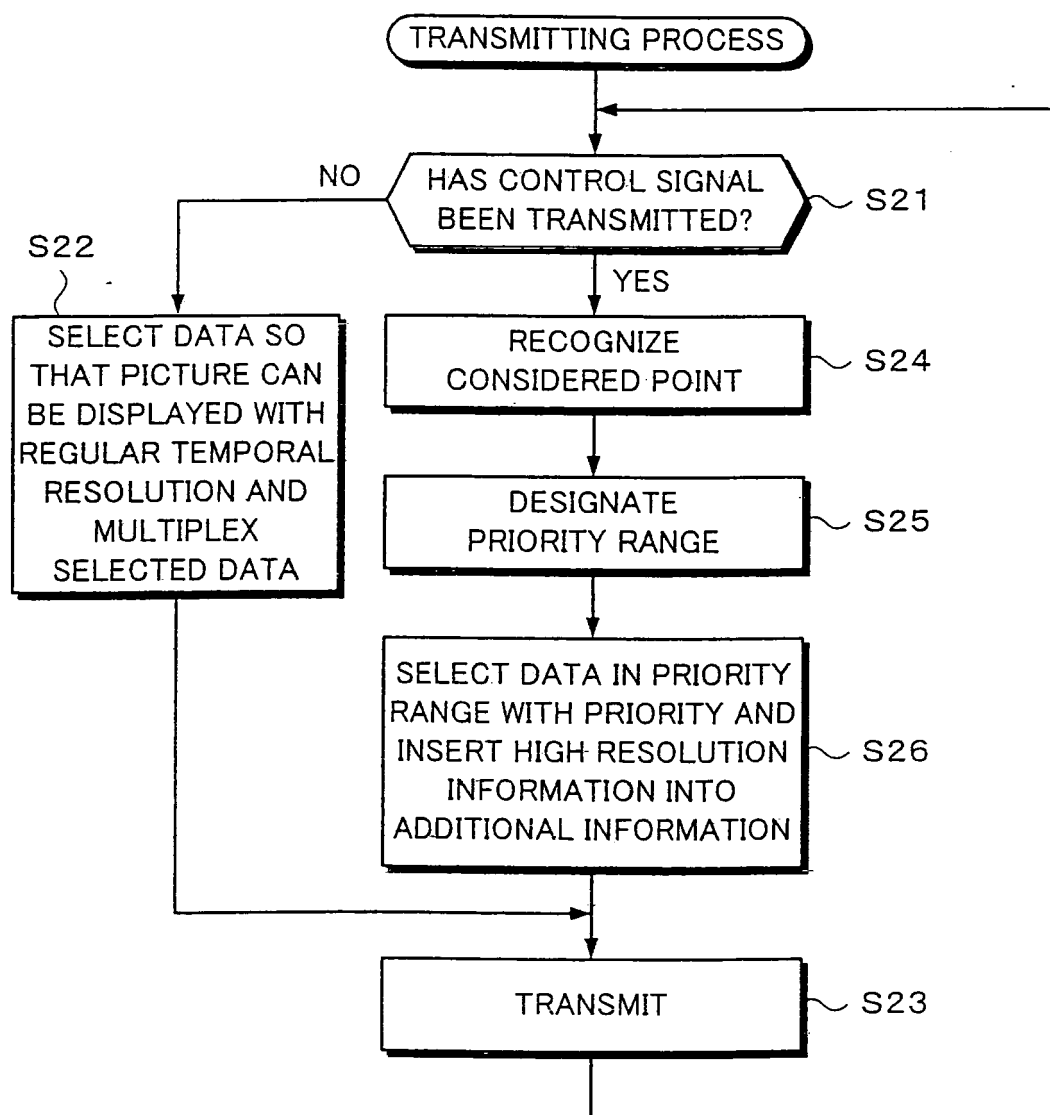 TRANSMITTING PROCESS
HAS CONTROL SIGNAL
BEEN TRANSMITTED?
S21
NO
YES
S22
SELECT DATA SO
THAT PICTURE CAN
BE DISPLAYED WITH
REGULAR TEMPORAL
RESOLUTION AND
MULTIPLEX
SELECTED DATA
RECOGNIZE
CONSIDERED POINT
S24
DESIGNATE
PRIORITY RANGE
S25
SELECT DATA IN PRIORITY
RANGE WITH PRIORITY AND
INSERT HIGH RESOLUTION
INFORMATION INTO
ADDITIONAL INFORMATION
S26
TRANSMIT
S23